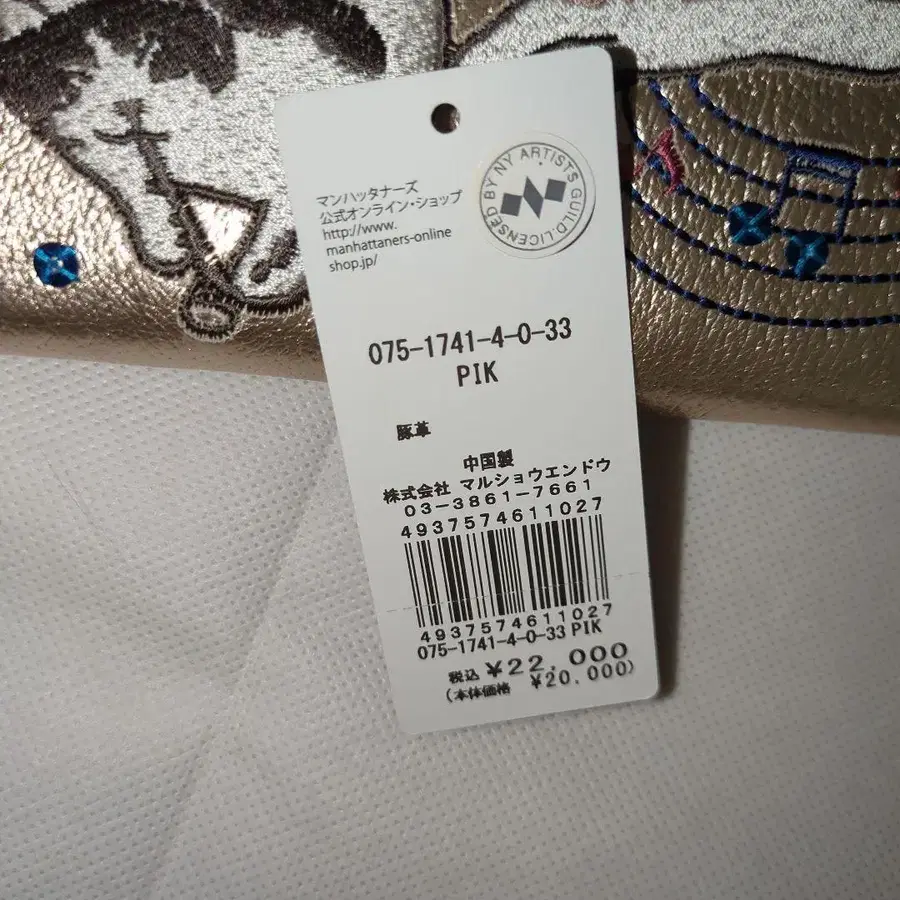 マンハッタナーズ
公式オンライン・ショップ
http://www.
manhattaners-online
shop.jp/
LICENSED BY NY ARTISTS GUILD
075-1741-4-0-33
PIK
豚革
中国製
株式会社 マルショウエンドウ
03-3861-7661
4937574611027
4937574611027
075-1741-4-0-33 PIK
税込 ¥22.000
(本体価格 ¥20.000)